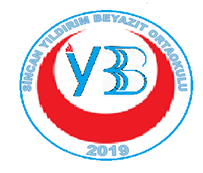 SİNCAN YILDIRIM BEYAZIT ORTAOKULU
YBB
2019